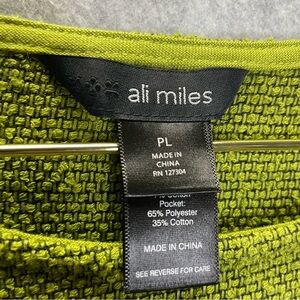 ali miles
PL
MADE IN
CHINA
RN 127304
Cotton
Pocket:
65% Polyester
35% Cotton
MADE IN CHINA
SEE REVERSE FOR CARE